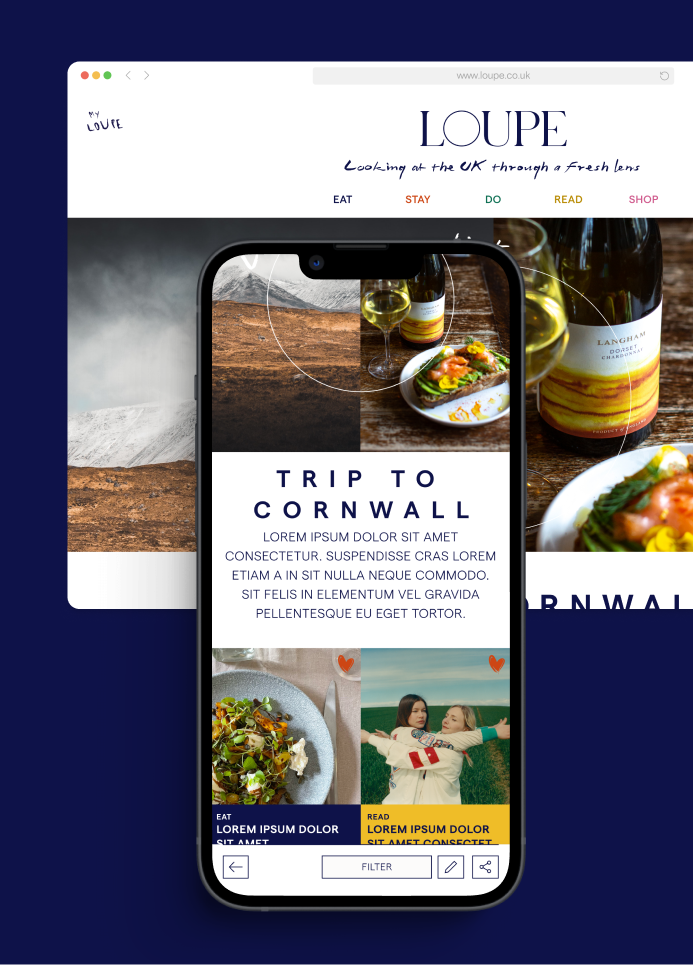 www.loupe.co.uk
MY
LOUPE
LOUPE
Looking at the UK through a fresh lens
EAT STAY DO READ SHOP
LANGHAM
DORSET
CHARDONNAY
PRODUCT OF ENGLAND
TRIP TO
CORNWALL
LOREM IPSUM DOLOR SIT AMET
CONSECTETUR. SUSPENDISSE CRAS LOREM
ETIAM A IN SIT NULLA NEQUE COMMODO.
SIT FELIS IN ELEMENTUM VEL GRAVIDA
PELLENTESQUE EU EGET TORTOR.
ORNWAL
EAT
LOREM IPSUM DOLOR
SIT AMET
READ
LOREM IPSUM DOLOR
SIT AMET CONSECTET
FILTER